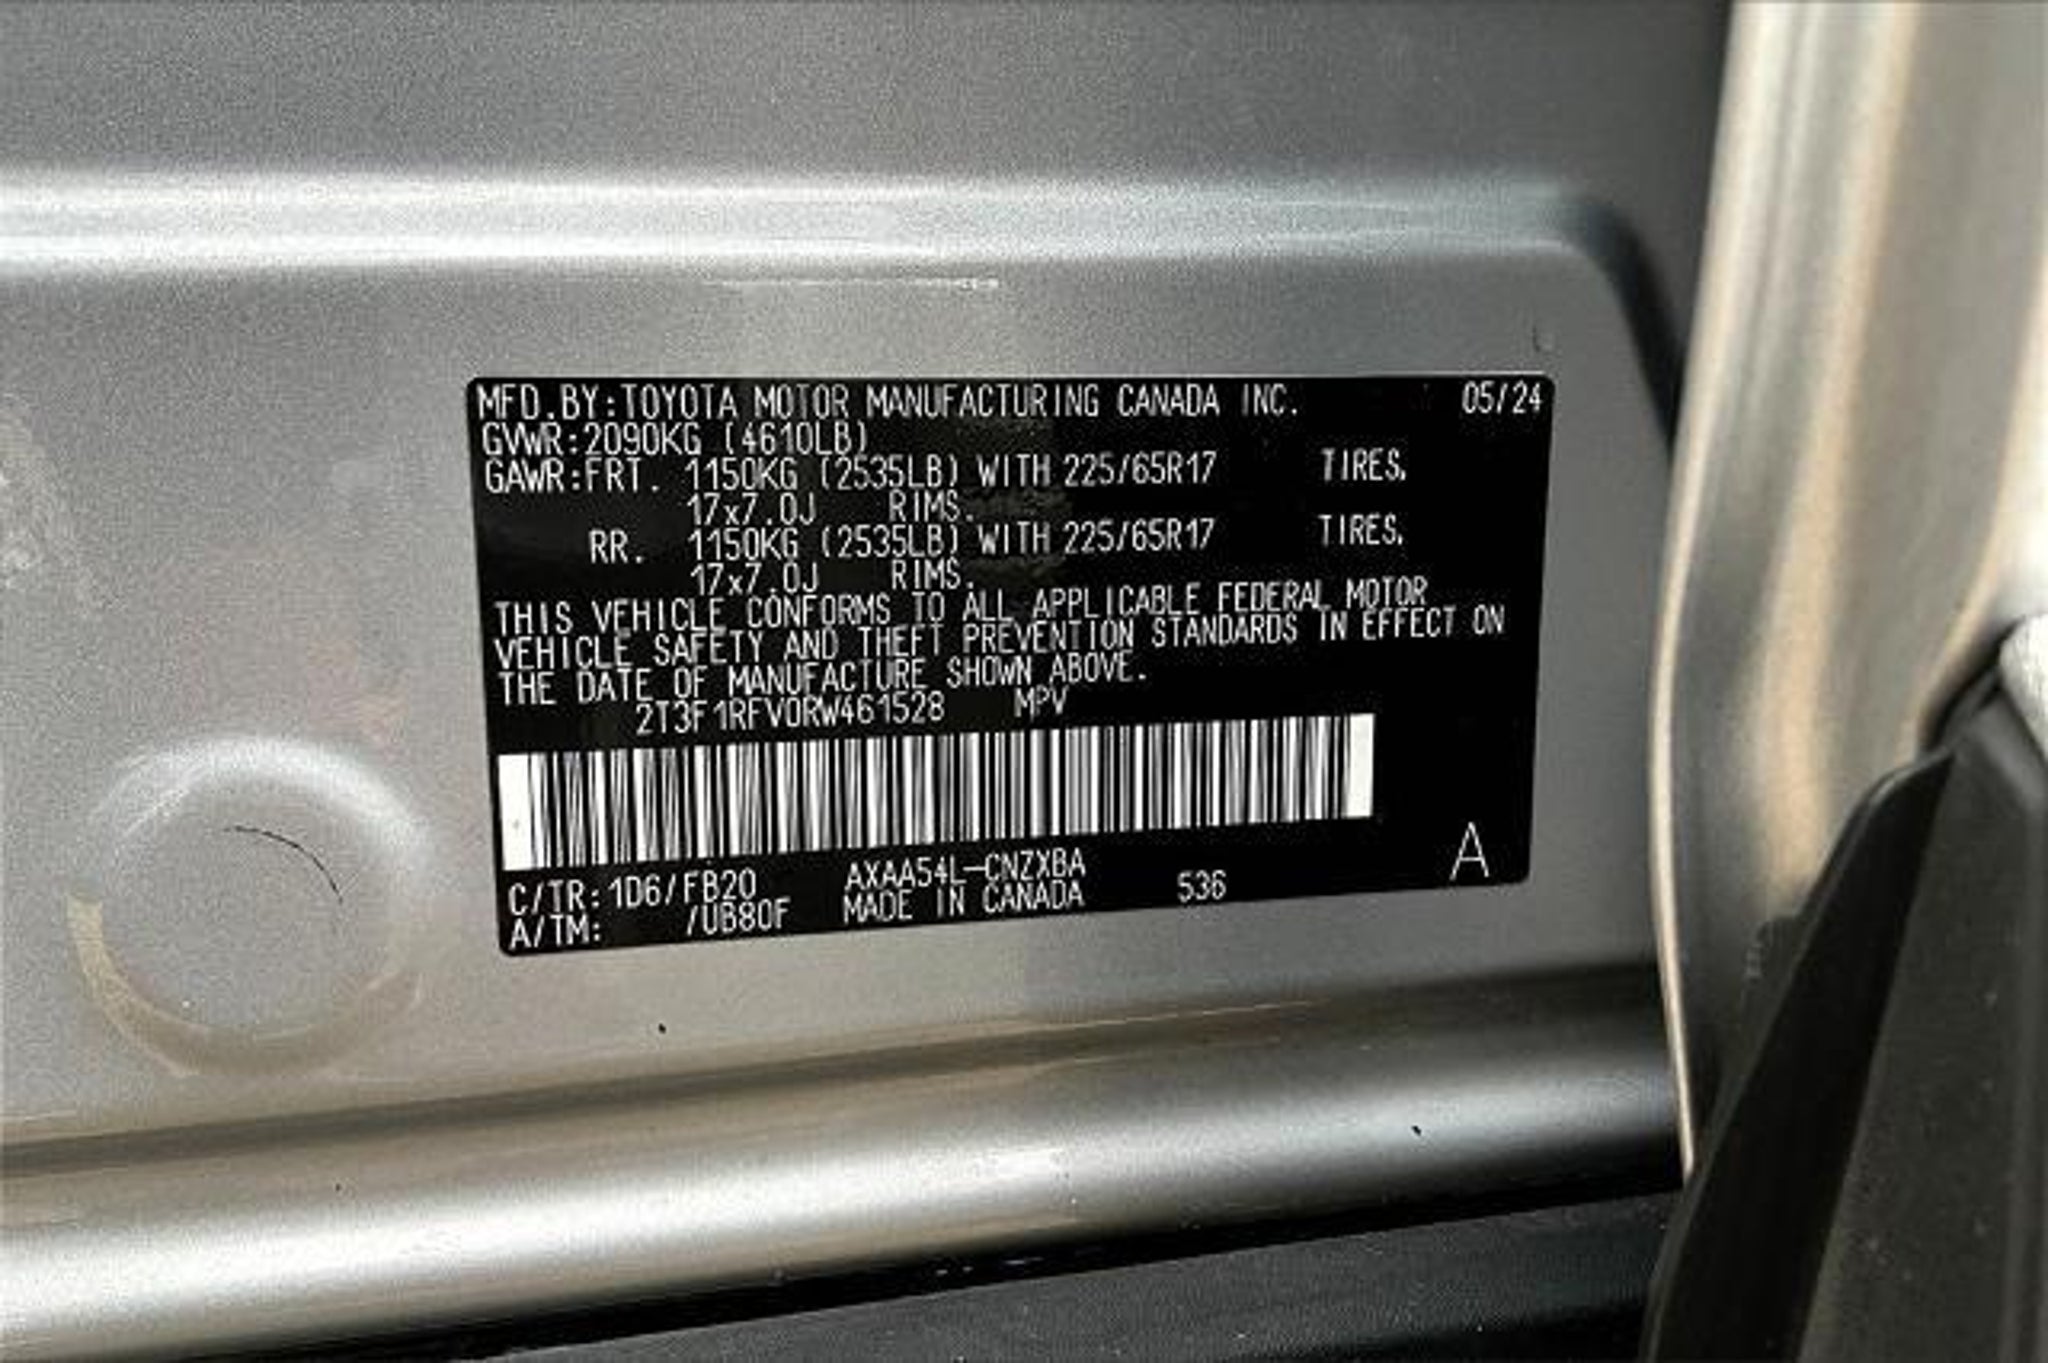 MFD.BY:TOYOTA MOTOR MANUFACTURING CANADA INC. 05/24
GVWR:2090KG (4610LB)
GAWR:FRT. 1150KG (2535LB) WITH 225/65R17 TIRES.
17x7.0J RIMS.
RR. 1150KG (2535LB) WITH 225/65R17 TIRES.
17x7.0J RIMS.
THIS VEHICLE CONFORMS TO ALL APPLICABLE FEDERAL MOTOR
VEHICLE SAFETY AND THEFT PREVENTION STANDARDS IN EFFECT ON
THE DATE OF MANUFACTURE SHOWN ABOVE.
2T3F1RFV0RW461528 MPV
C/TR:1D6/FB20 AXAA54L-CNZXBA 536 A
A/TM: /UB80F MADE IN CANADA